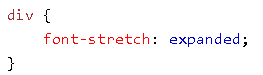 div {
    font-stretch: expanded;
}